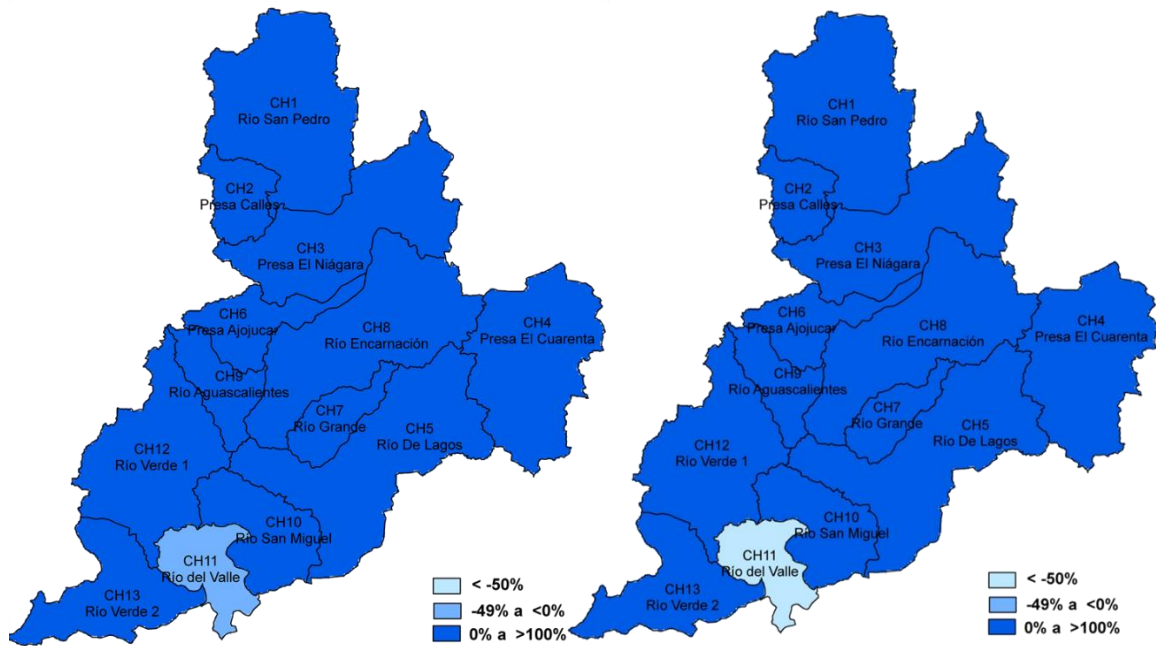 CH1
Río San Pedro
CH2
Presa Calles
CH3
Presa El Niágara
CH6
Presa Ajojucar
CH8
Río Encarnación
CH4
Presa El Cuarenta
CH9
Río Aguascalientes
CH7
Río Grande
CH5
Río De Lagos
CH12
Río Verde 1
CH10
Río San Miguel
CH11
Río del Valle
CH13
Río Verde 2
< -50%
-49% a <0%
0% a >100%
CH1
Río San Pedro
CH2
Presa Calles
CH3
Presa El Niágara
CH6
Presa Ajojucar
CH8
Río Encarnación
CH4
Presa El Cuarenta
CH9
Río Aguascalientes
CH7
Río Grande
CH5
Río De Lagos
CH12
Río Verde 1
CH10
Río San Miguel
CH11
Río del Valle
CH13
Río Verde 2
< -50%
-49% a <0%
0% a >100%